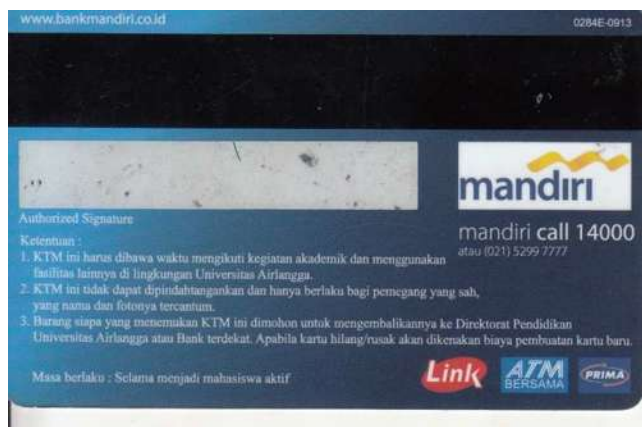 www.bankmandiri.co.id
0284E-0913
mandiri
Authorized Signature
mandiri call 14000
atau (021) 5299 7777
Ketentuan :
1. KTM ini harus dibawa waktu mengikuti kegiatan akademik dan menggunakan
fasilitas lainnya di lingkungan Universitas Airlangga.
2. KTM ini tidak dapat dipindahtangankan dan hanya berlaku bagi pemegang yang sah,
yang nama dan fotonya tercantum.
3. Barang siapa yang menemukan KTM ini dimohon untuk mengembalikannya ke Direktorat Pendidikan
Universitas Airlangga atau Bank terdekat. Apabila kartu hilang/rusak akan dikenakan biaya pembuatan kartu baru.
Masa berlaku : Selama menjadi mahasiswa aktif
Link
ATM
BERSAMA
PRIMA